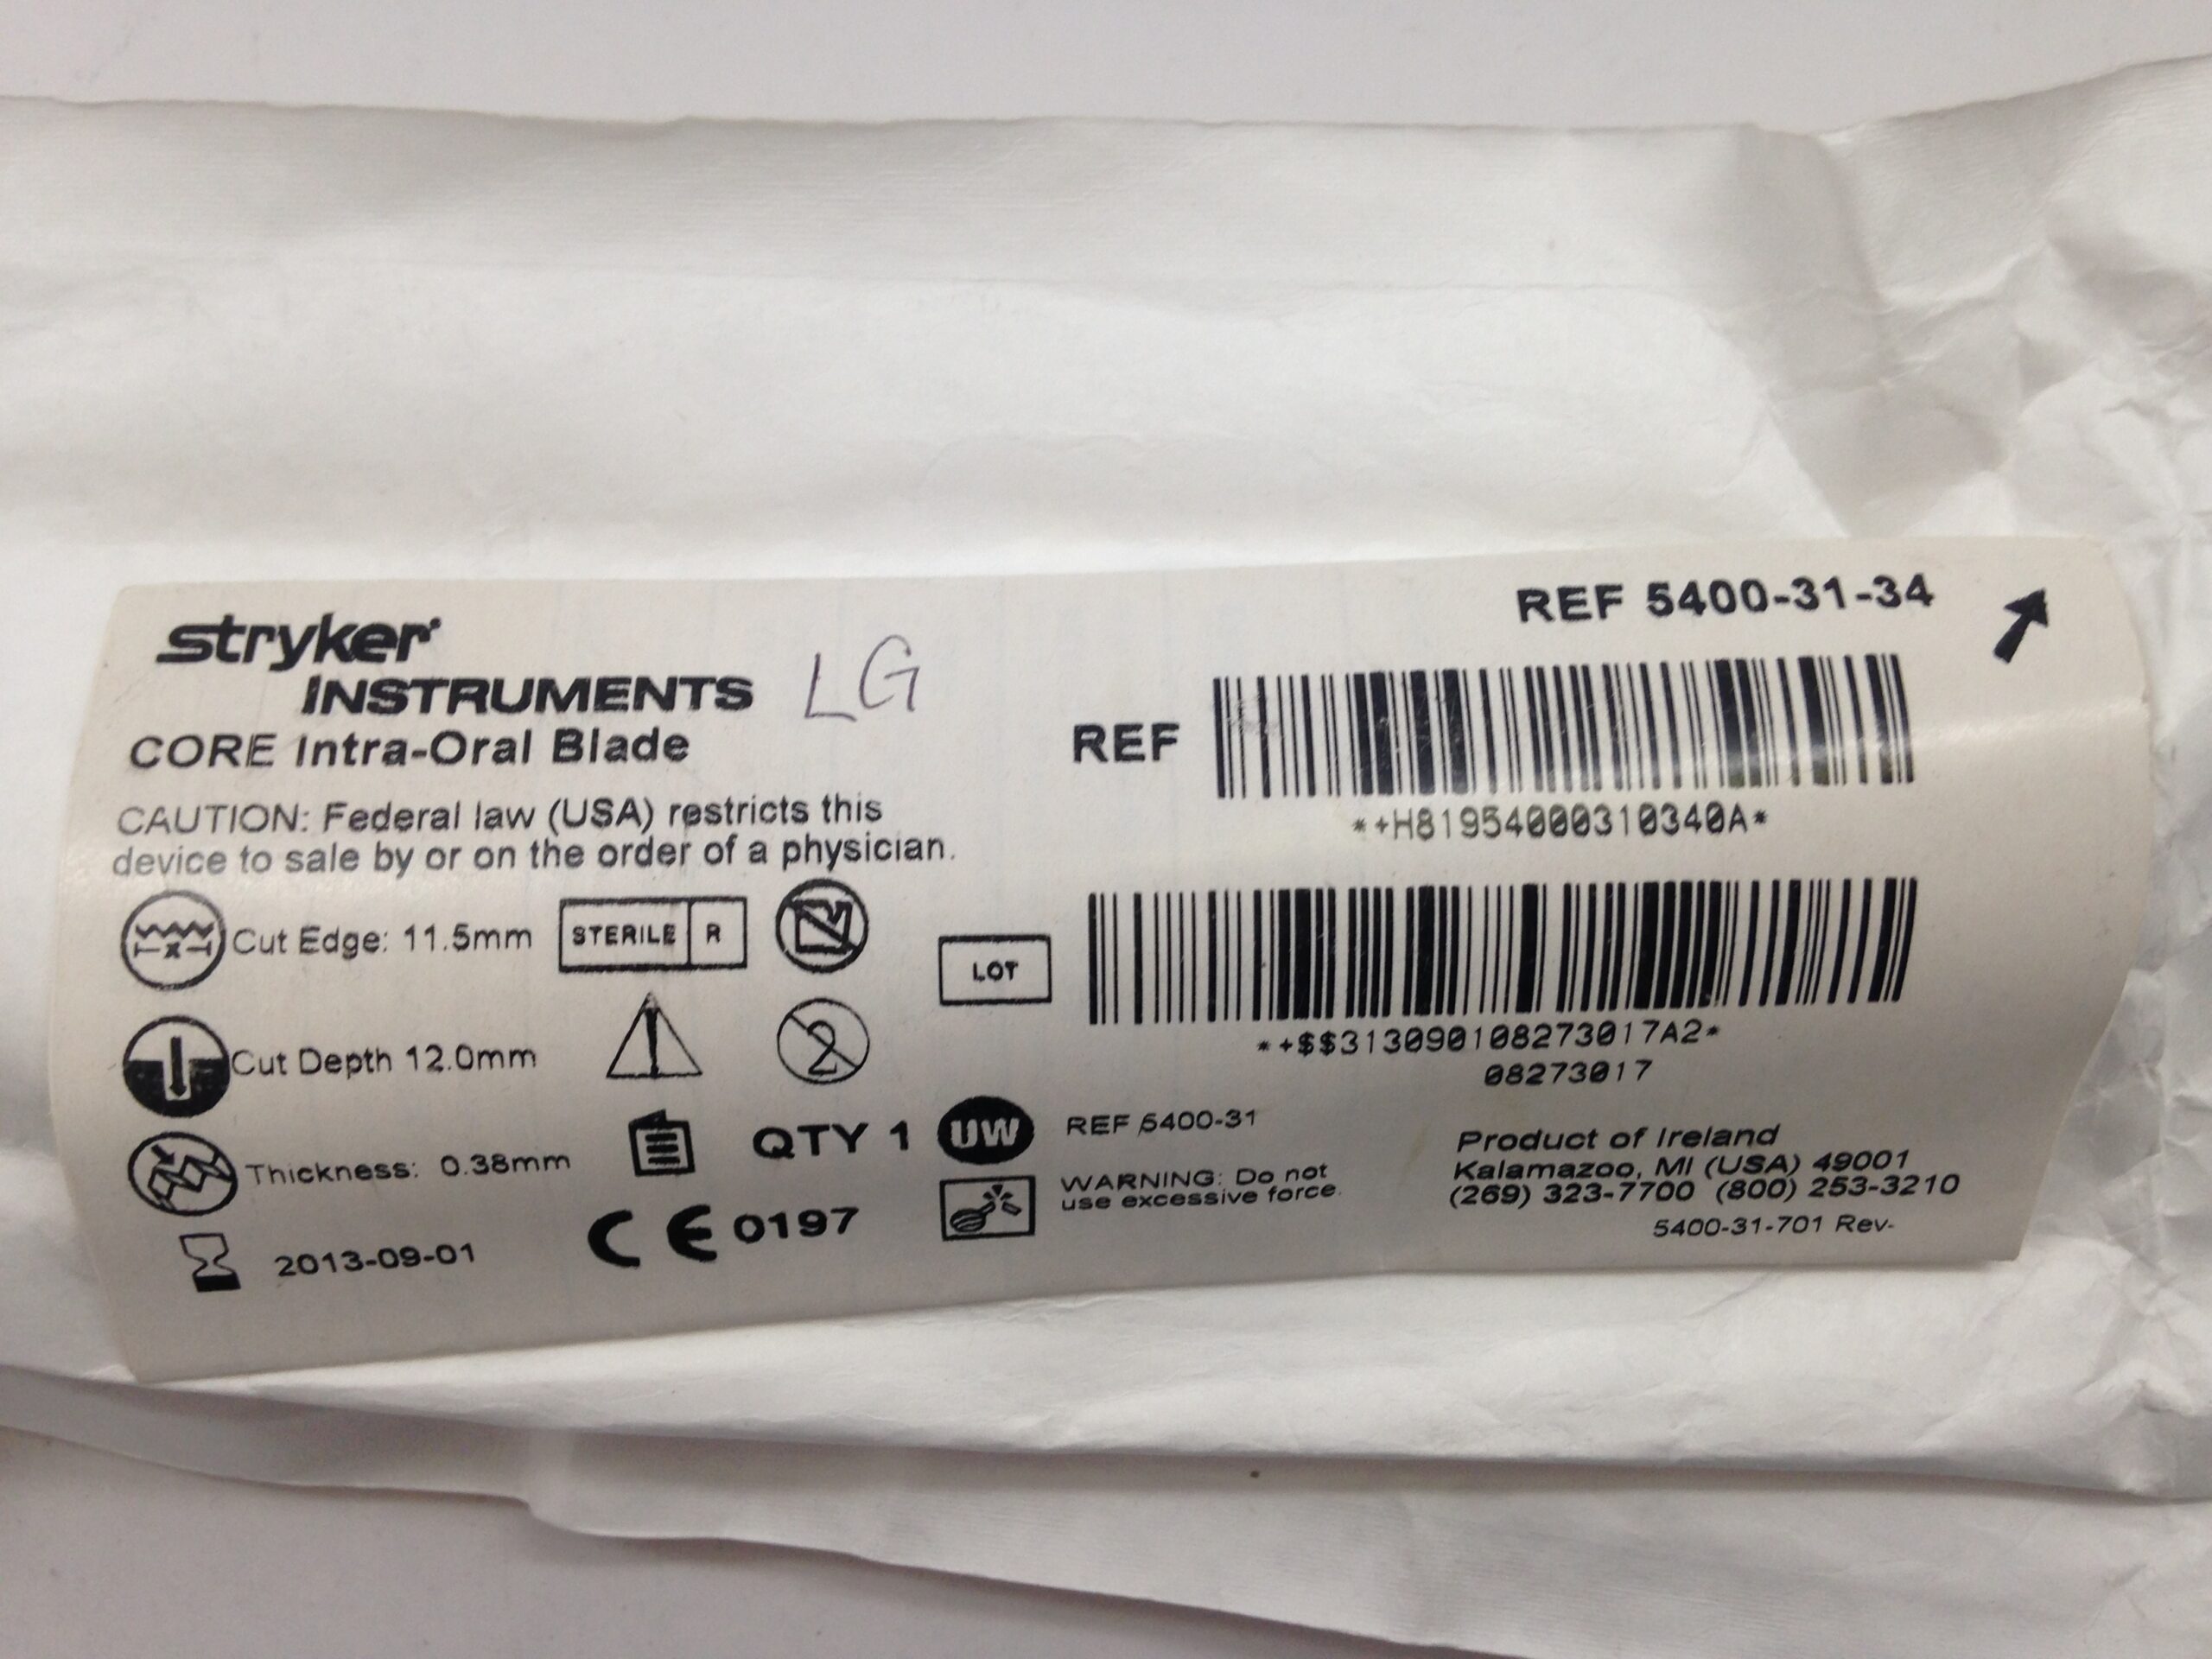 stryker
INSTRUMENTS
LG
CORE Intra-Oral Blade
CAUTION: Federal law (USA) restricts this
device to sale by or on the order of a physician.
Cut Edge: 11.5mm
STERILE R
Cut Depth 12.0mm
2
Thickness: 0.38mm
QTY 1
2013-09-01
CE 0197
REF 5400-31-34
REF
*+H81954000310340A*
LOT
*+$$313090108273017A2*
08273017
UW
REF 5400-31
WARNING: Do not
use excessive force.
Product of Ireland
Kalamazoo, MI (USA) 49001
(269) 323-7700 (800) 253-3210
5400-31-701 Rev-